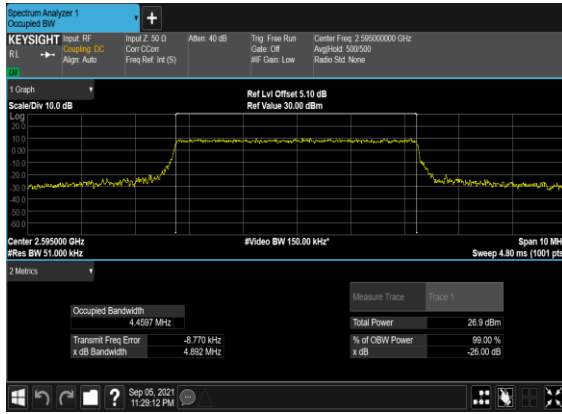 Spectrum Analyzer 1
Occupied BW
+
KEYSIGHT Input: RF Input Z: 50 Ω Atten: 40 dB Trig: Free Run Center Freq: 2.595000000 GHz
RL Coupling: DC Corr CCorr Gate: Off Avg|Hold: 500/500
Align: Auto Freq Ref: Int (S) #IF Gain: Low Radio Std: None
1 Graph
Ref Lvl Offset 5.10 dB
Scale/Div 10.0 dB Ref Value 30.00 dBm
Log
20.0
10.0
0.00
-10.0
-20.0
-30.0
-40.0
-50.0
-60.0
Center 2.595000 GHz #Video BW 150.00 kHz* Span 10 MH
#Res BW 51.000 kHz Sweep 4.80 ms (1001 pts
2 Metrics
Measure Trace Trace 1
Occupied Bandwidth
4.4597 MHz Total Power 26.9 dBm
Transmit Freq Error -8.770 kHz % of OBW Power 99.00 %
x dB Bandwidth 4.892 MHz x dB -26.00 dB
? Sep 05, 2021
11:29:12 PM